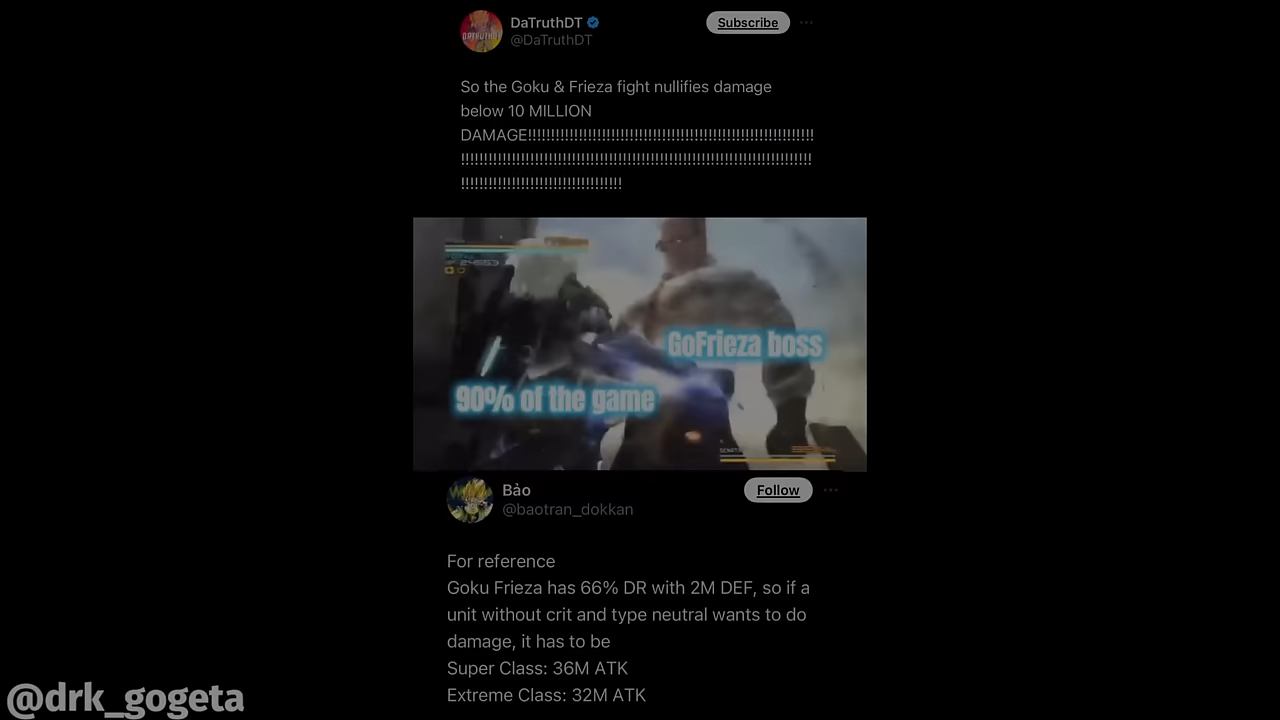 DaTruthDT
Subscribe
@DaTruthDT
So the Goku & Frieza fight nullifies damage
below 10 MILLION
DAMAGE!!!!!!!!!!!!!!!!!!!!!!!!!!!!!!!!!!!!!!!!!!!!!!!!!!!!!!!!!!!!!!
!!!!!!!!!!!!!!!!!!!!!!!!!!!!!!!!!!!!!!!!!!!!!!!!!!!!!!!!!!!!!!!!!!!!!!!!!!!!
!!!!!!!!!!!!!!!!!!!!!!!!!!!!!!!!!!!
GoFrieza boss
90% of the game
Bảo
Follow
@baotran_dokkan
For reference
Goku Frieza has 66% DR with 2M DEF, so if a
unit without crit and type neutral wants to do
damage, it has to be
Super Class: 36M ATK
Extreme Class: 32M ATK
@drk_gogeta